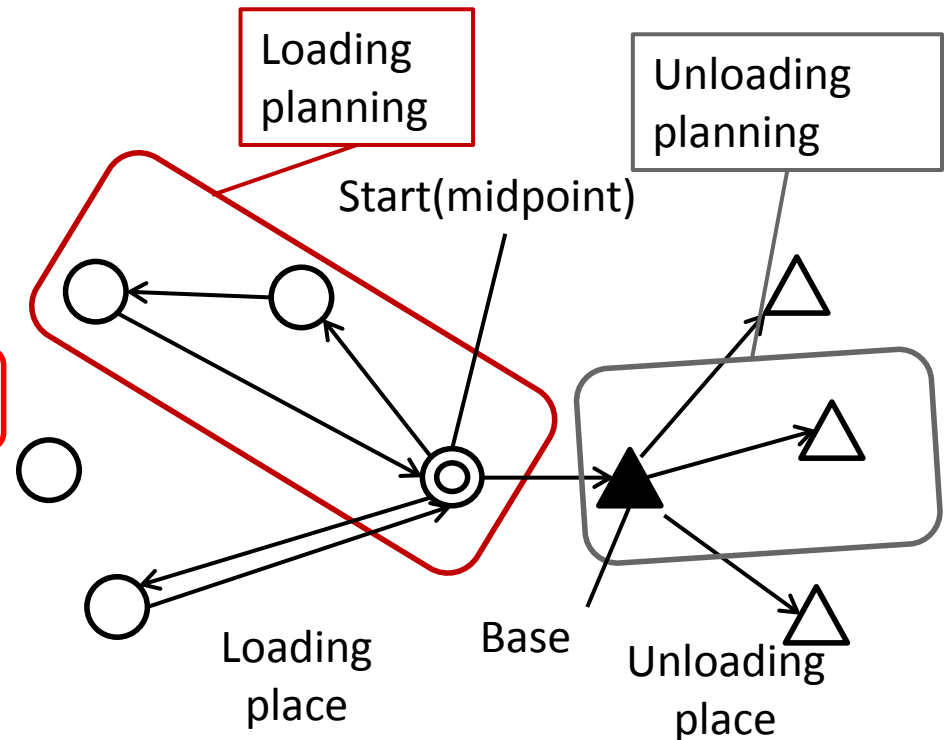 Loading
planning
Unloading
planning
Start(midpoint)
Loading
place
Base
Unloading
place